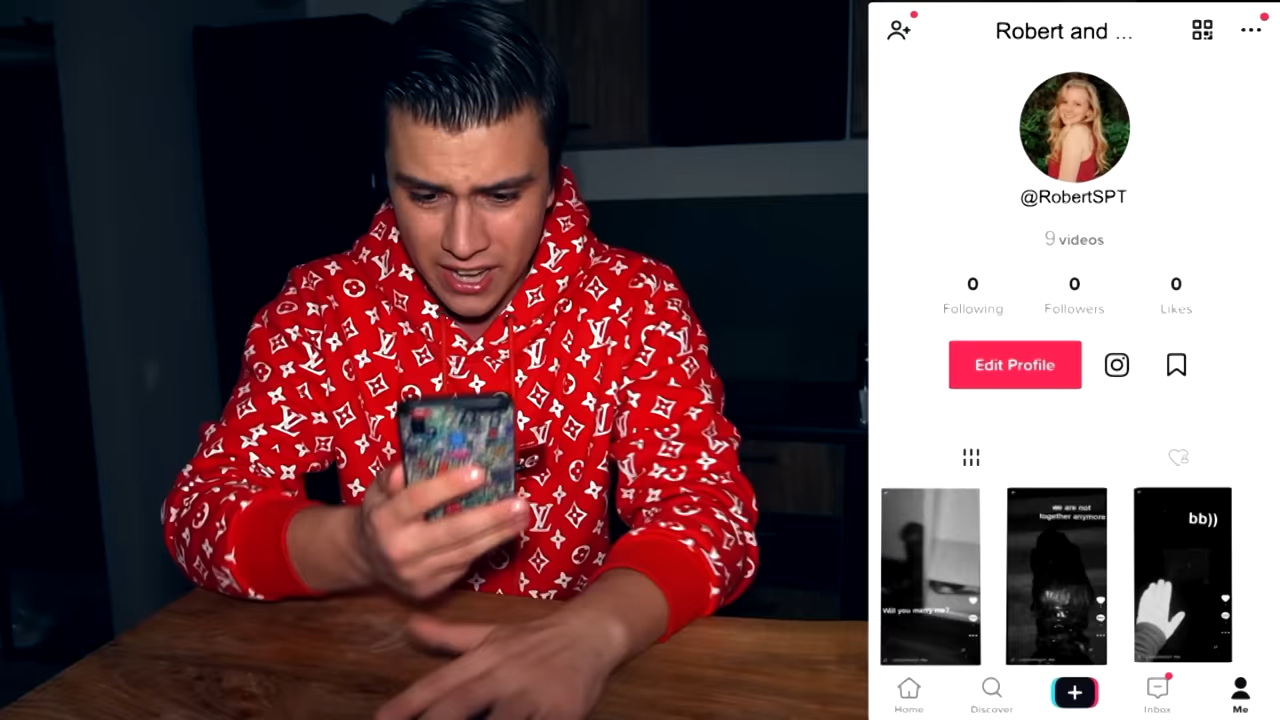 Robert and ...
@RobertSPT
9 videos
0
Following
0
Followers
0
Likes
Edit Profile
Will you marry me?
we are not
together anymore
bb))
Home
Discover
Inbox
Me